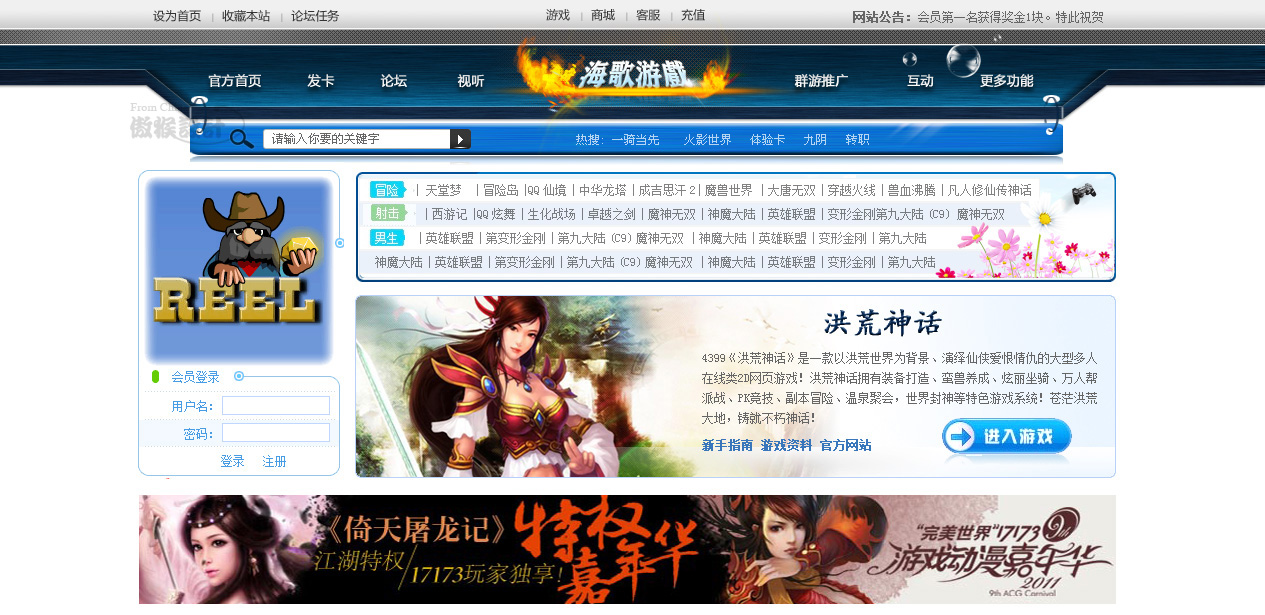 设为首页 | 收藏本站 | 论坛任务
游戏 | 商城 | 客服 | 充值
网站公告：会员第一名获得奖金1块。特此祝贺
官方首页 发卡 论坛 视听 海歌游戲 群游推广 互动 更多功能
From Ch
傲猴設計
请输入你要的关键字
热搜：一骑当先 火影世界 体验卡 九阴 转职
冒险 | 天堂梦 | 冒险岛 |QQ 仙境 | 中华龙塔 | 成吉思汗 2 | 魔兽世界 | 大唐无双 | 穿越火线 | 兽血沸腾 | 凡人修仙传神话
射击 | 西游记 |QQ 炫舞 | 生化战场 | 卓越之剑 | 魔神无双 | 神魔大陆 | 英雄联盟 | 变形金刚第九大陆（C9）魔神无双
男生 | 英雄联盟 | 第变形金刚 | 第九大陆（C9）魔神无双 | 神魔大陆 | 英雄联盟 | 变形金刚 | 第九大陆
神魔大陆 | 英雄联盟 | 第变形金刚 | 第九大陆（C9）魔神无双 | 神魔大陆 | 英雄联盟 | 变形金刚 | 第九大陆
REEL
会员登录
用户名：
密码：
登录 注册
洪荒神话
4399《洪荒神话》是一款以洪荒世界为背景、演绎仙侠爱恨情仇的大型多人
在线类2D网页游戏！洪荒神话拥有装备打造、蛮兽养成、炫丽坐骑、万人帮
派战、PK竞技、副本冒险、温泉聚会，世界封神等特色游戏系统！苍茫洪荒
大地，铸就不朽神话！
新手指南 游戏资料 官方网站
进入游戏
《倚天屠龙记》
江湖特权/17173玩家独享！
特权
嘉年华
"完美世界"17173
游戏动漫嘉年华
2011
9th ACG Carnival